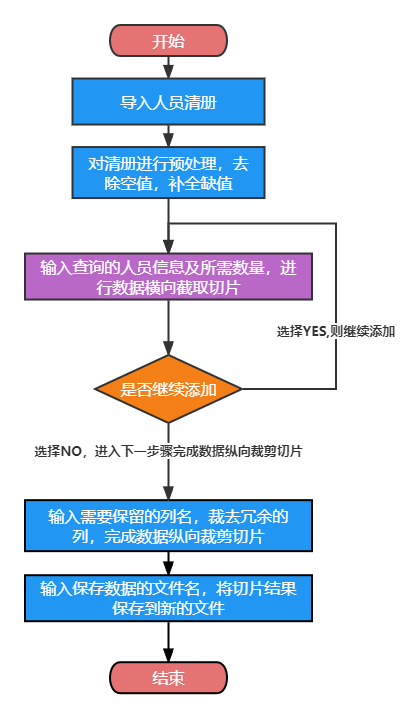 开始
导入人员清册
对清册进行预处理，去
除空值，补全缺值
输入查询的人员信息及所需数量，进
行数据横向截取切片
选择YES,则继续添加
是否继续添加
选择NO，进入下一步骤完成数据纵向裁剪切片
输入需要保留的列名，裁去冗余的
列，完成数据纵向裁剪切片
输入保存数据的文件名，将切片结果
保存到新的文件
结束